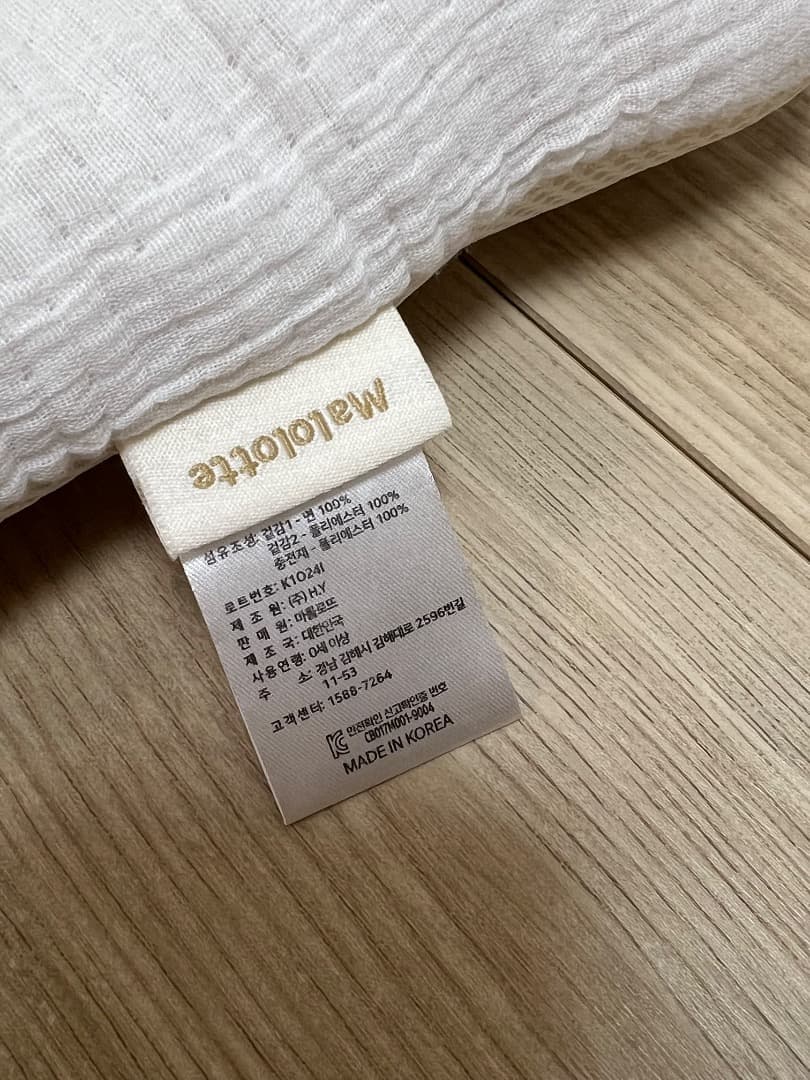 Malolotte
섬유조성: 겉감1 - 면 100%
겉감2 - 폴리에스터 100%
충전재 - 폴리에스터 100%
로트번호: K1024I
제 조 원: (주) H.Y
판 매 원: 마롤로뜨
제 조 국: 대한민국
사용연령: 0세 이상
주 소: 경남 김해시 김해대로 2596번길
11-53
고객센터: 1588-7264
안전확인 신고확인증 번호
CB017H001-9004
MADE IN KOREA